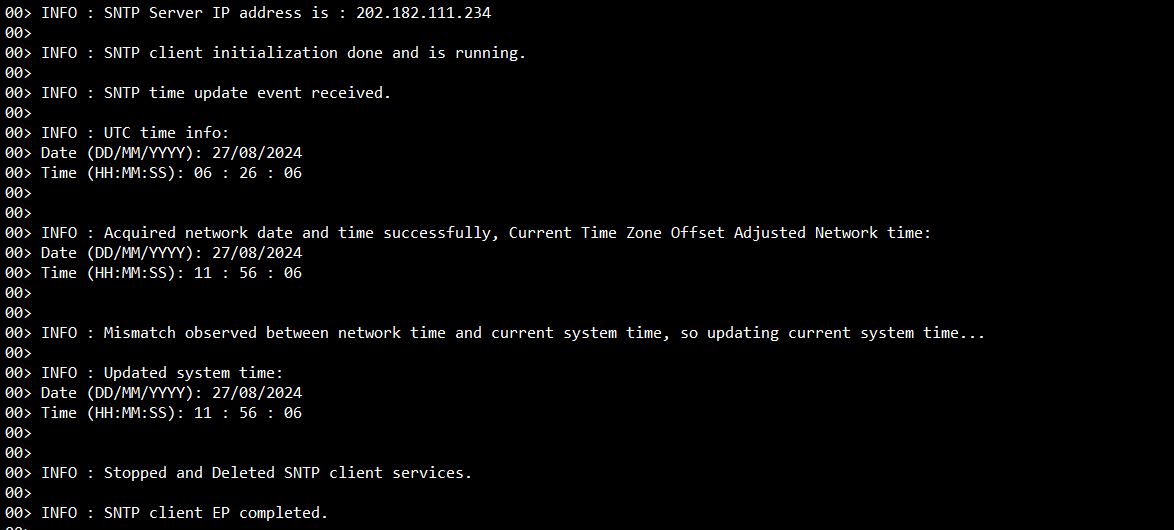 00> INFO : SNTP Server IP address is : 202.182.111.234
00>
00> INFO : SNTP client initialization done and is running.
00>
00> INFO : SNTP time update event received.
00>
00> INFO : UTC time info:
00> Date (DD/MM/YYYY): 27/08/2024
00> Time (HH:MM:SS): 06 : 26 : 06
00>
00>
00> INFO : Acquired network date and time successfully, Current Time Zone Offset Adjusted Network time:
00> Date (DD/MM/YYYY): 27/08/2024
00> Time (HH:MM:SS): 11 : 56 : 06
00>
00>
00> INFO : Mismatch observed between network time and current system time, so updating current system time...
00>
00> INFO : Updated system time:
00> Date (DD/MM/YYYY): 27/08/2024
00> Time (HH:MM:SS): 11 : 56 : 06
00>
00>
00> INFO : Stopped and Deleted SNTP client services.
00>
00> INFO : SNTP client EP completed.
00>